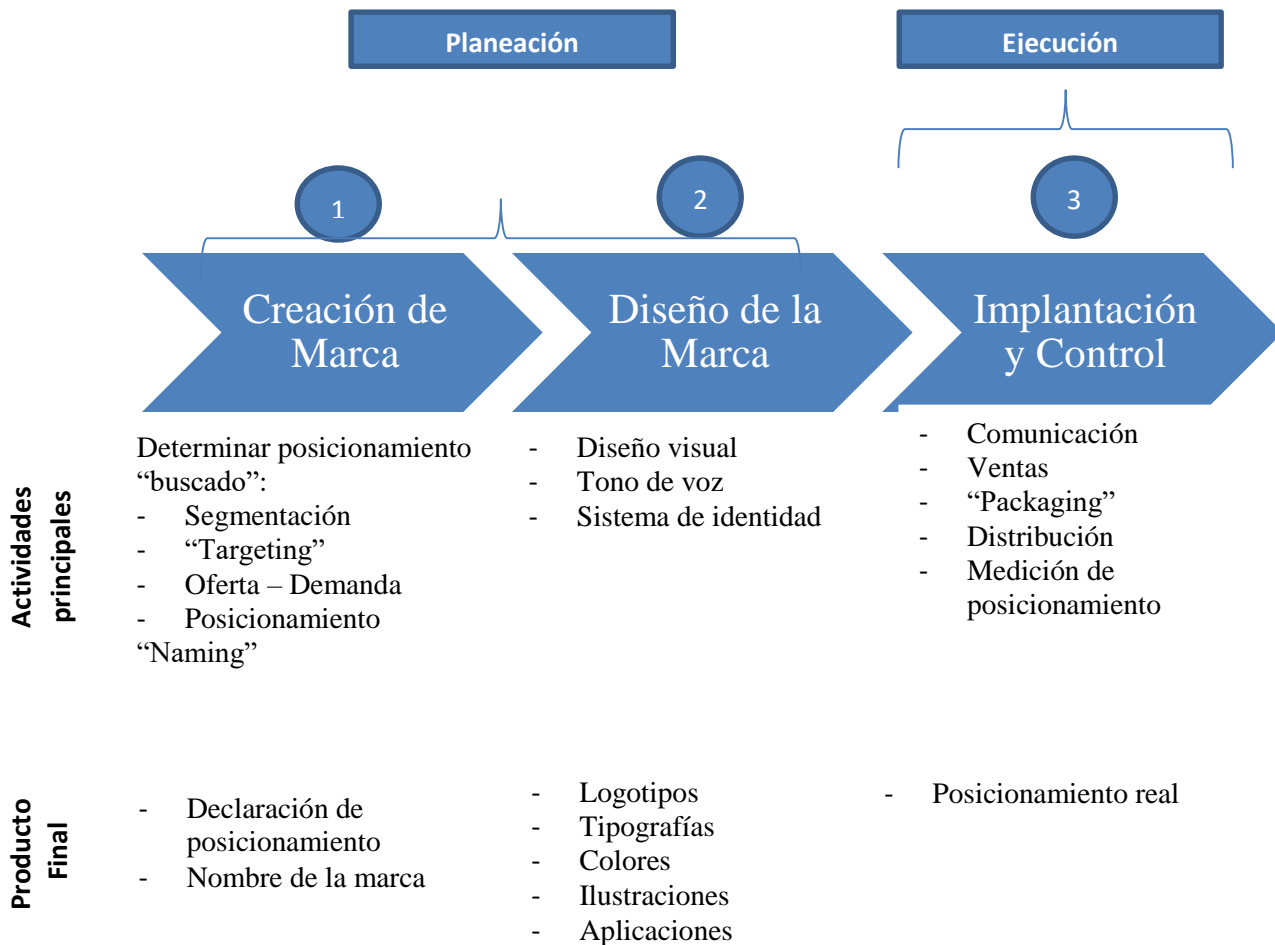 Planeación
Ejecución
1
2
3
Creación de
Marca
Diseño de la
Marca
Implantación
y Control
Actividades
principales
Determinar posicionamiento
“buscado”:
- Segmentación
- “Targeting”
- Oferta – Demanda
- Posicionamiento
“Naming”
- Diseño visual
- Tono de voz
- Sistema de identidad
- Comunicación
- Ventas
- “Packaging”
- Distribución
- Medición de
posicionamiento
Producto
Final
- Declaración de
posicionamiento
- Nombre de la marca
- Logotipos
- Tipografías
- Colores
- Ilustraciones
- Aplicaciones
- Posicionamiento real